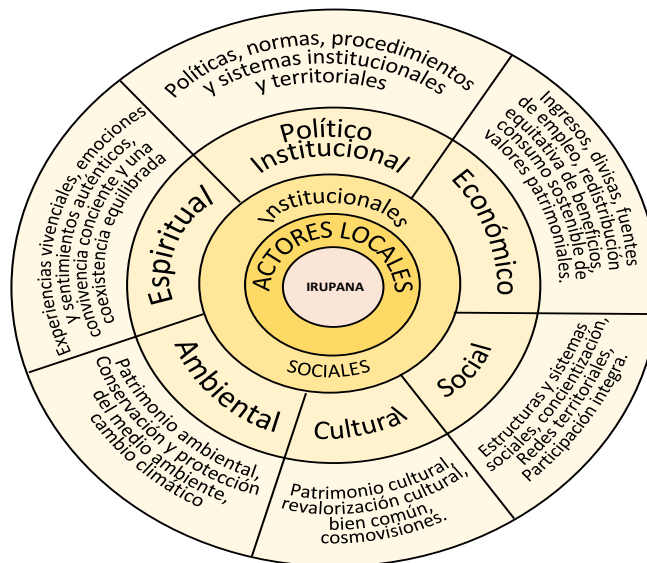 Políticas, normas, procedimientos
y sistemas institucionales
y territoriales
Político
Institucional
Ingresos, divisas, fuentes
de empleo, redistribución
equitativa de beneficios,
consumo sostenible de
valores patrimoniales.
Económico
Estructuras y sistemas
sociales, concientización,
Redes territoriales,
Participación integra.
Social
Patrimonio cultural,
revalorización cultural,
bien común,
cosmovisiones.
Cultural
Patrimonio ambiental,
Conservación y protección
del medio ambiente,
cambio climático
Ambiental
Experiencias vivenciales, emociones
y sentimientos auténticos,
convivencia conciente y una
coexistencia equilibrada
Espiritual
Institucionales
ACTORES LOCALES
IRUPANA
SOCIALES